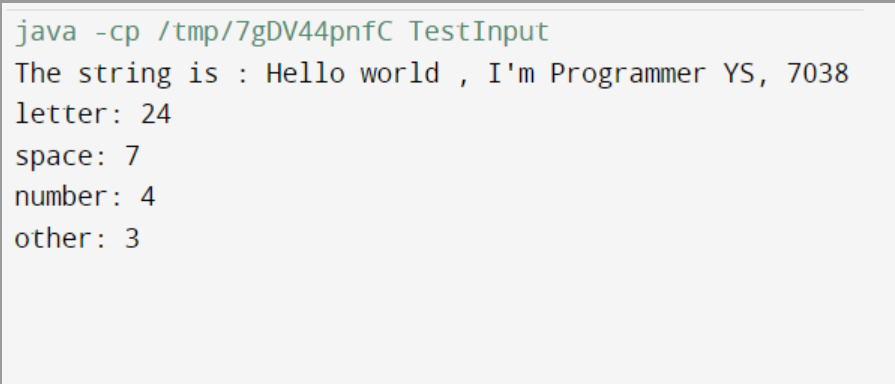 java -cp /tmp/7gDV44pnfC TestInput
The string is : Hello world , I'm Programmer YS, 7038
letter: 24
space: 7
number: 4
other: 3